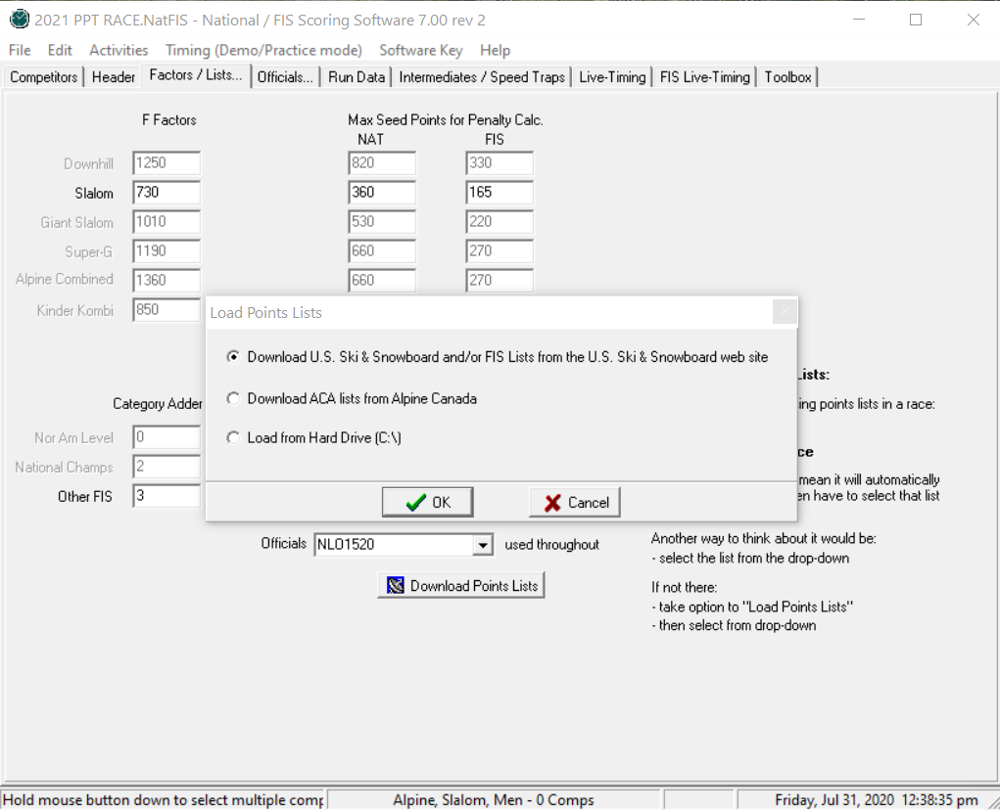 2021 PPT RACE.NatFIS - National / FIS Scoring Software 7.00 rev 2
File Edit Activities Timing (Demo/Practice mode) Software Key Help
Competitors Header Factors / Lists... Officials... Run Data Intermediates / Speed Traps Live-Timing FIS Live-Timing Toolbox
F Factors Max Seed Points for Penalty Calc.
NAT FIS
Downhill 1250 820 330
Slalom 730 360 165
Giant Slalom 1010 530 220
Super-G 1190 660 270
Alpine Combined 1360 660 270
Kinder Kombi 850
Load Points Lists
Download U.S. Ski & Snowboard and/or FIS Lists from the U.S. Ski & Snowboard web site
Download ACA lists from Alpine Canada
Load from Hard Drive (C:\)
OK Cancel
Lists:
Category Adder ing points lists in a race:
Nor Am Level 0
ce
National Champs 2
mean it will automatically
Other FIS 3 en have to select that list
Officials NLO1520 used throughout
Download Points Lists
Another way to think about it would be:
- select the list from the drop-down
If not there:
- take option to "Load Points Lists"
- then select from drop-down
Hold mouse button down to select multiple comp Alpine, Slalom, Men - 0 Comps Friday, Jul 31, 2020 12:38:35 pm